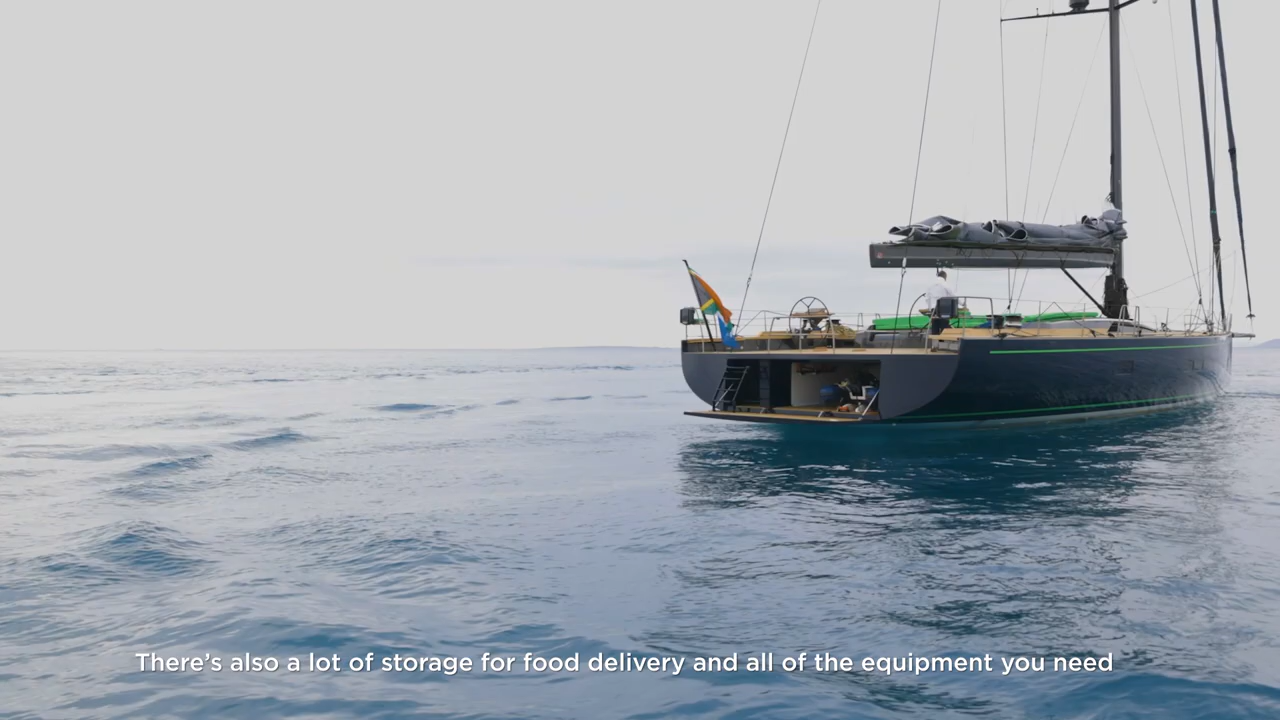 There's also a lot of storage for food delivery and all of the equipment you need